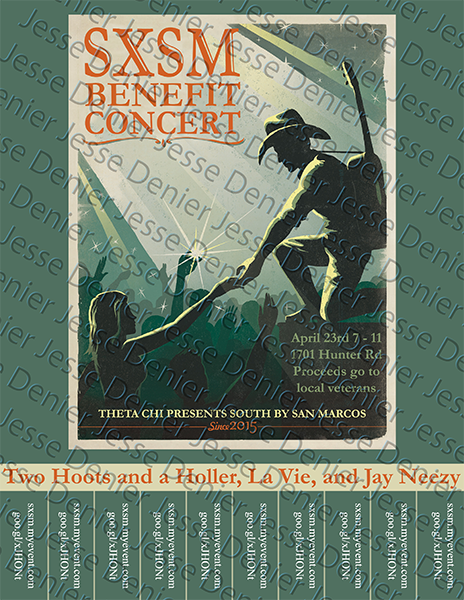 SXSM
BENEFIT
CONCERT
April 23rd 7 - 11
1701 Hunter Rd
Proceeds go to
local veterans
THETA CHI PRESENTS SOUTH BY SAN MARCOS
Since 2015
Two Hoots and a Holler, La Vie, and Jay Neezy
sxsm.myevent.com
sxsm.myevent.com
sxsm.myevent.com
sxsm.myevent.com
sxsm.myevent.com
sxsm.myevent.com
sxsm.myevent.com
sxsm.myevent.com
sxsm.myevent.com
sxsm.myevent.com
Jesse Denier